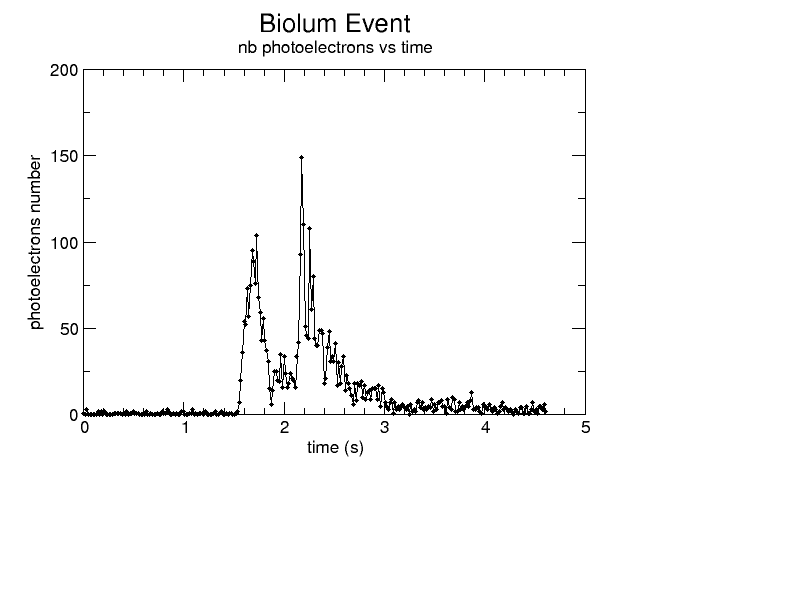 Biolum Event
nb photoelectrons vs time
200
150
100
50
0
photoelectrons number
0 1 2 3 4 5
time (s)